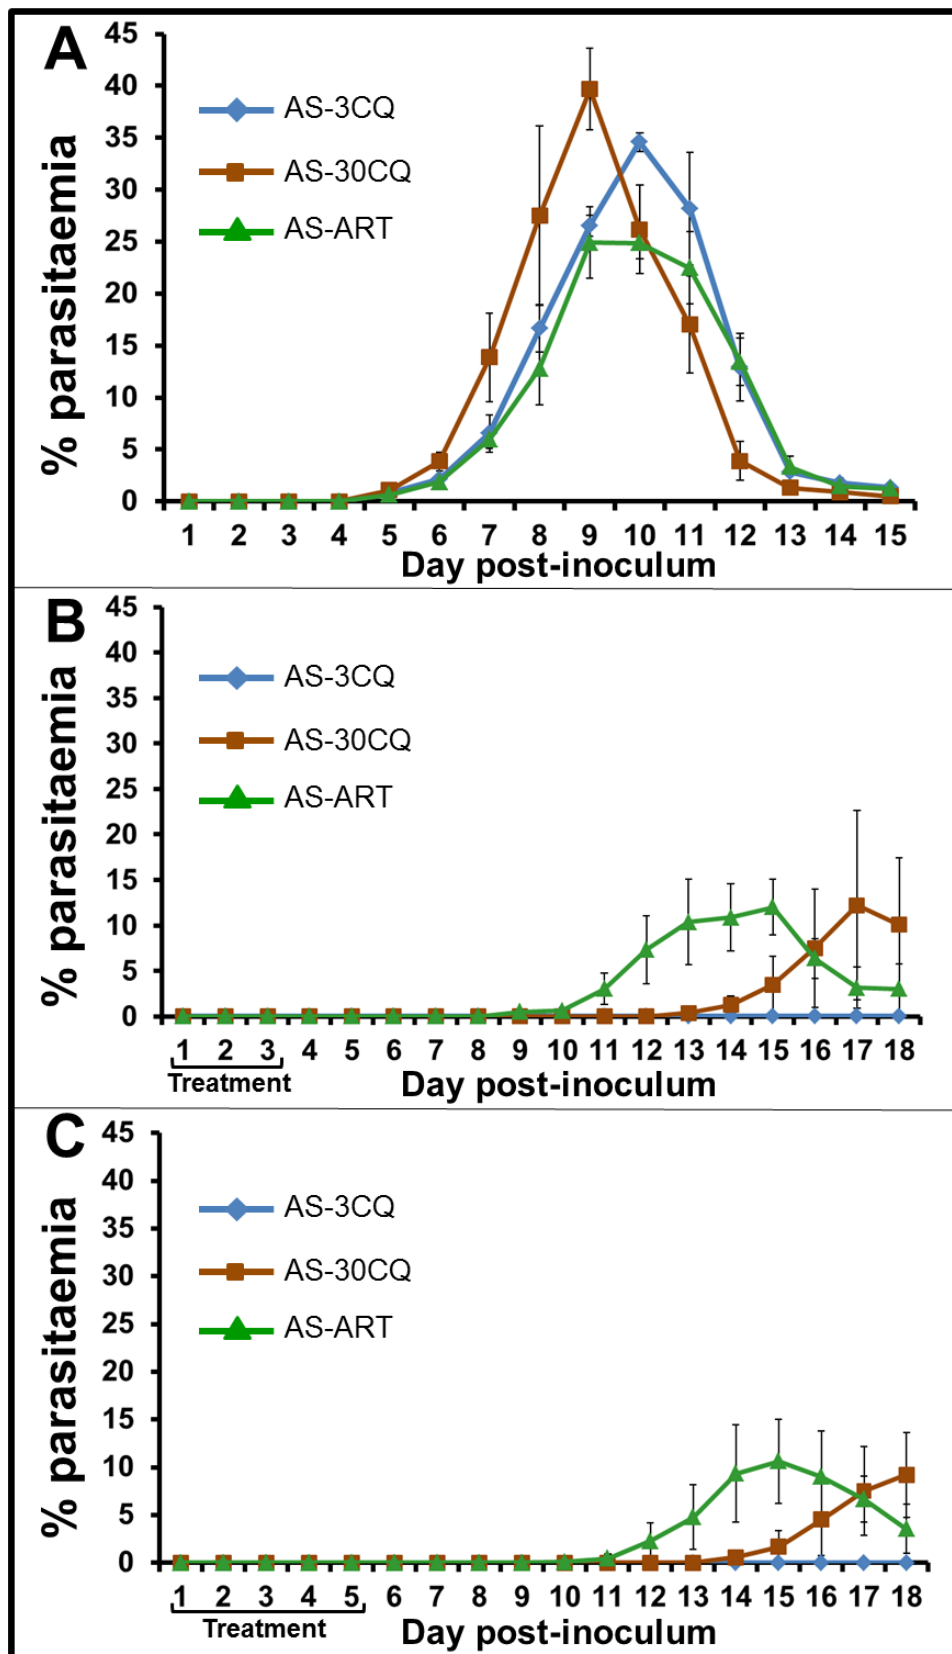 A
% parasitaemia
45
40
35
30
25
20
15
10
5
0
AS-3CQ
AS-30CQ
AS-ART
1 2 3 4 5 6 7 8 9 10 11 12 13 14 15
Day post-inoculum
B
% parasitaemia
45
40
35
30
25
20
15
10
5
0
AS-3CQ
AS-30CQ
AS-ART
1 2 3 4 5 6 7 8 9 10 11 12 13 14 15 16 17 18
Treatment
Day post-inoculum
C
% parasitaemia
45
40
35
30
25
20
15
10
5
0
AS-3CQ
AS-30CQ
AS-ART
1 2 3 4 5 6 7 8 9 10 11 12 13 14 15 16 17 18
Treatment
Day post-inoculum